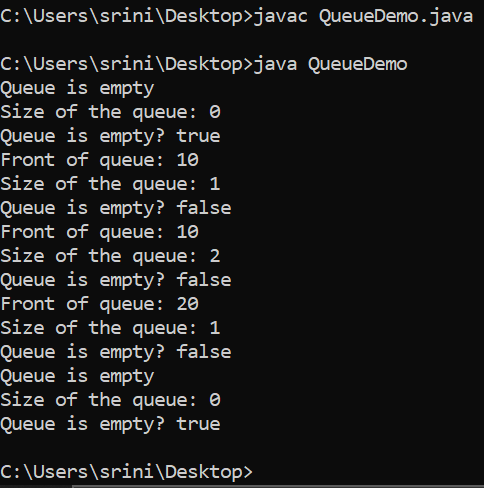 C:\Users\srini\Desktop>javac QueueDemo.java
C:\Users\srini\Desktop>java QueueDemo
Queue is empty
Size of the queue: 0
Queue is empty? true
Front of queue: 10
Size of the queue: 1
Queue is empty? false
Front of queue: 10
Size of the queue: 2
Queue is empty? false
Front of queue: 20
Size of the queue: 1
Queue is empty? false
Queue is empty
Size of the queue: 0
Queue is empty? true
C:\Users\srini\Desktop>